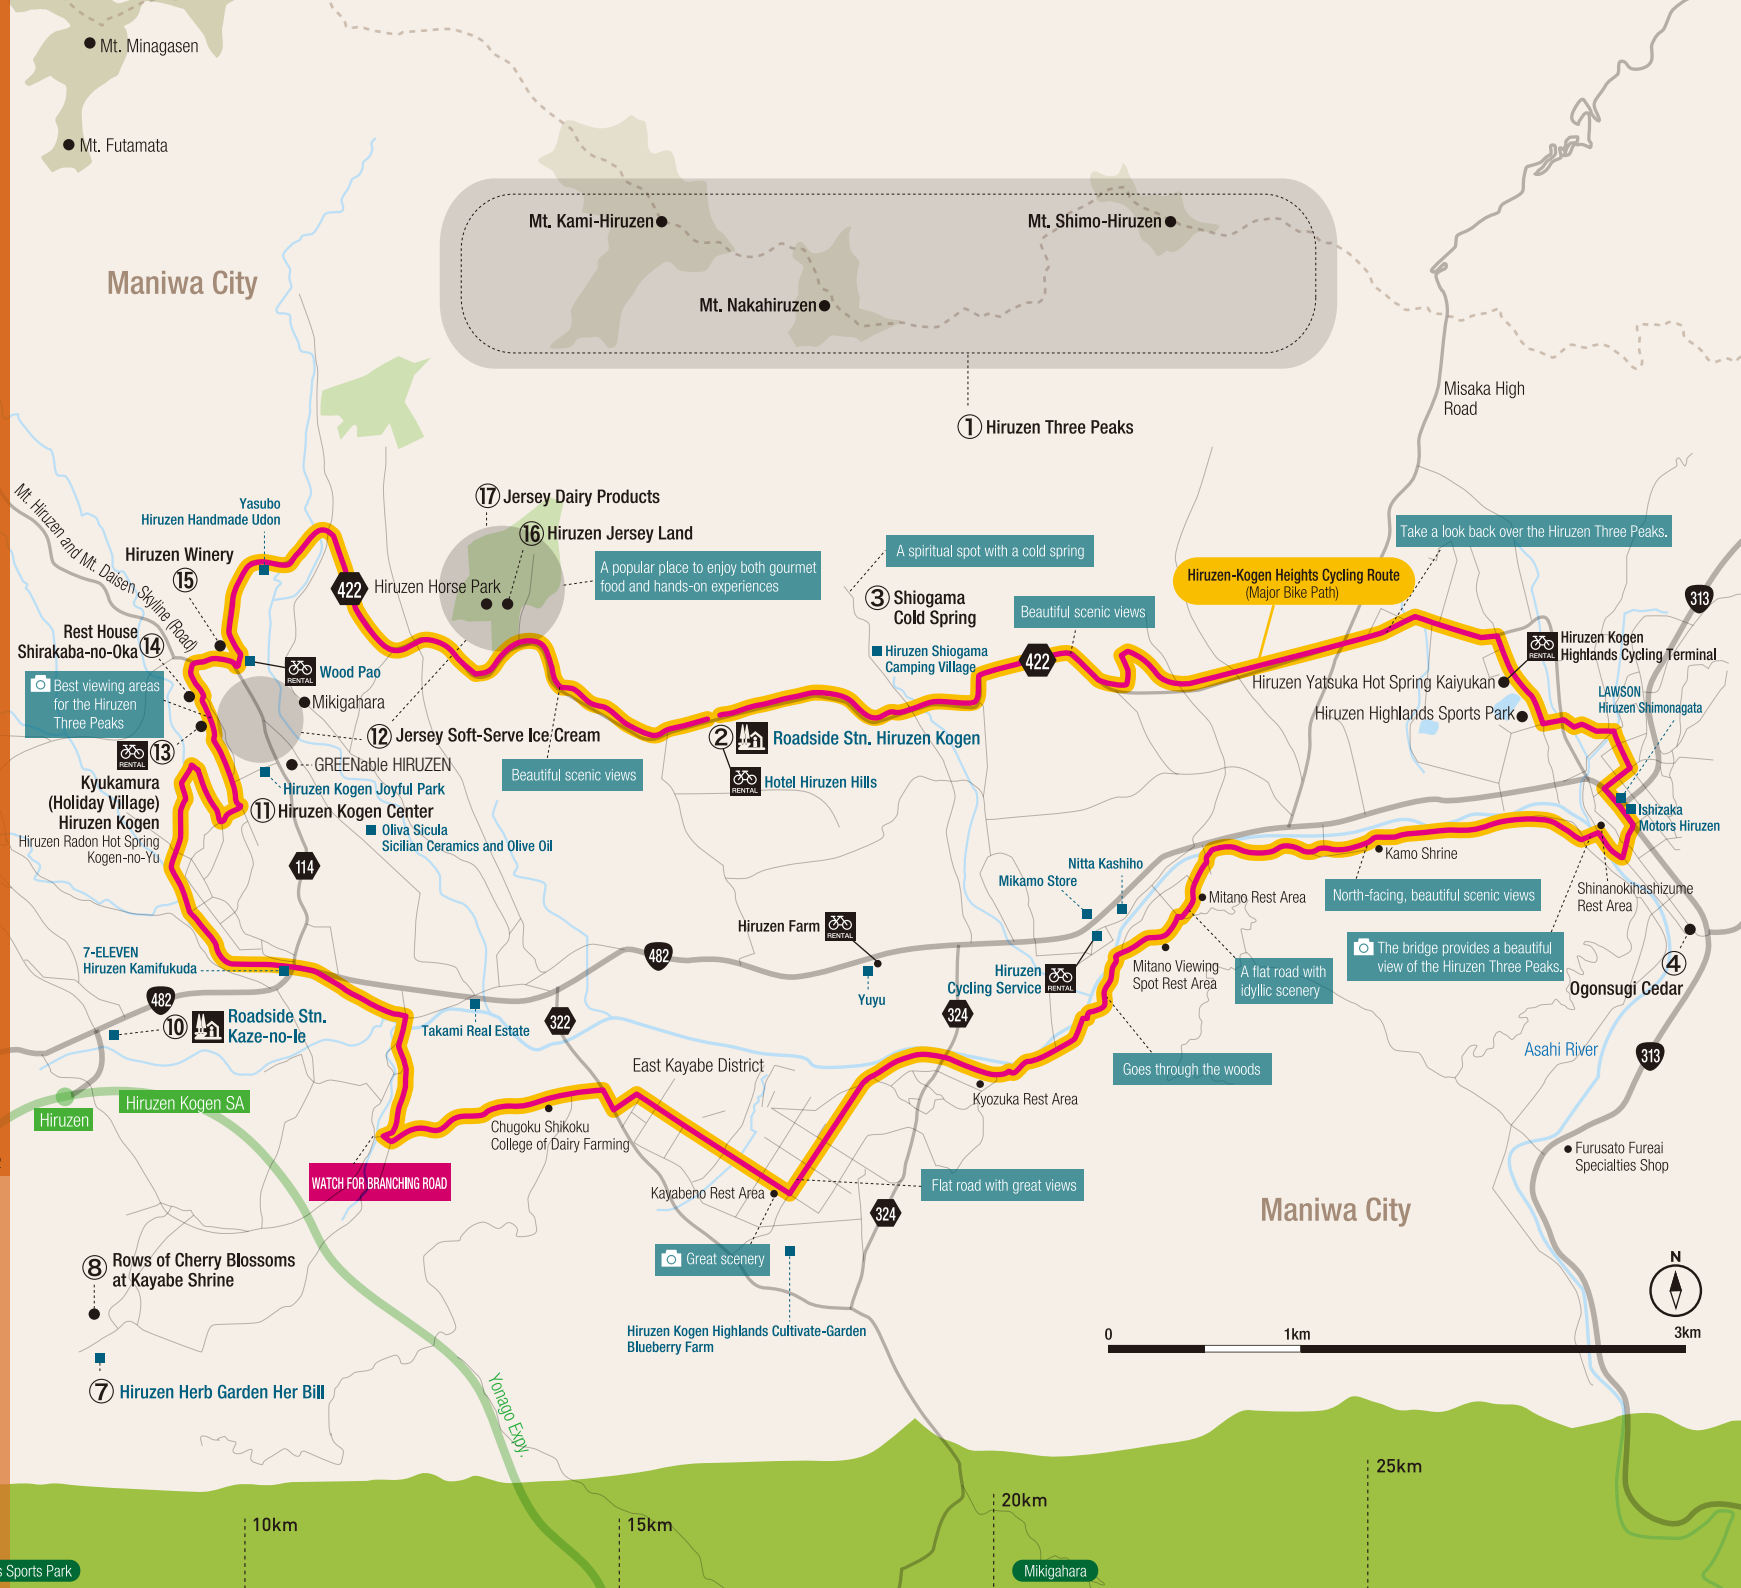 Mt. Minagasen
Mt. Futamata
Maniwa City
Mt. Kami-Hiruzen
Mt. Shimo-Hiruzen
Mt. Nakahiruzen
① Hiruzen Three Peaks
Misaka High
Road
Mt. Hiruzen and Mt. Daisen Skyline (Road)
Yasubo
Hiruzen Handmade Udon
Hiruzen Winery
⑮
Rest House
Shirakaba-no-Oka ⑭
Best viewing areas
for the Hiruzen
Three Peaks
RENTAL
⑬
Kyukamura
(Holiday Village)
Hiruzen Kogen
Hiruzen Radon Hot Spring
Kogen-no-Yu
422
Hiruzen Horse Park
⑰ Jersey Dairy Products
⑯ Hiruzen Jersey Land
A popular place to enjoy both gourmet
food and hands-on experiences
RENTAL
Wood Pao
Mikigahara
⑫ Jersey Soft-Serve Ice Cream
GREENable HIRUZEN
Hiruzen Kogen Joyful Park
⑪ Hiruzen Kogen Center
Oliva Sicula
Sicilian Ceramics and Olive Oil
114
Beautiful scenic views
② Roadside Stn. Hiruzen Kogen
RENTAL
Hotel Hiruzen Hills
A spiritual spot with a cold spring
③ Shiogama
Cold Spring
Hiruzen Shiogama
Camping Village
Beautiful scenic views
422
Hiruzen-Kogen Heights Cycling Route
(Major Bike Path)
Take a look back over the Hiruzen Three Peaks.
313
RENTAL
Hiruzen Kogen
Highlands Cycling Terminal
Hiruzen Yatsuka Hot Spring Kaiyukan
Hiruzen Highlands Sports Park
LAWSON
Hiruzen Shimonagata
Ishizaka
Motors Hiruzen
Kamo Shrine
North-facing, beautiful scenic views
Shinanokihashizume
Rest Area
The bridge provides a beautiful
view of the Hiruzen Three Peaks.
④
Ogonsugi Cedar
Nitta Kashiho
Mikamo Store
Mitano Rest Area
Mitano Viewing
Spot Rest Area
A flat road with
idyllic scenery
Hiruzen Farm
RENTAL
Hiruzen
Cycling Service
RENTAL
Yuyu
482
7-ELEVEN
Hiruzen Kamifukuda
482
⑩ Roadside Stn.
Kaze-no-Ie
Takami Real Estate
322
324
East Kayabe District
Goes through the woods
Kyozuka Rest Area
Asahi River
313
Hiruzen
Hiruzen Kogen SA
Chugoku Shikoku
College of Dairy Farming
WATCH FOR BRANCHING ROAD
Kayabeno Rest Area
Flat road with great views
324
Great scenery
Furusato Fureai
Specialties Shop
Maniwa City
⑧ Rows of Cherry Blossoms
at Kayabe Shrine
⑦ Hiruzen Herb Garden Her Bill
Hiruzen Kogen Highlands Cultivate-Garden
Blueberry Farm
Yonago Expy.
N
0 1km 3km
10km
15km
20km
25km
s Sports Park
Mikigahara